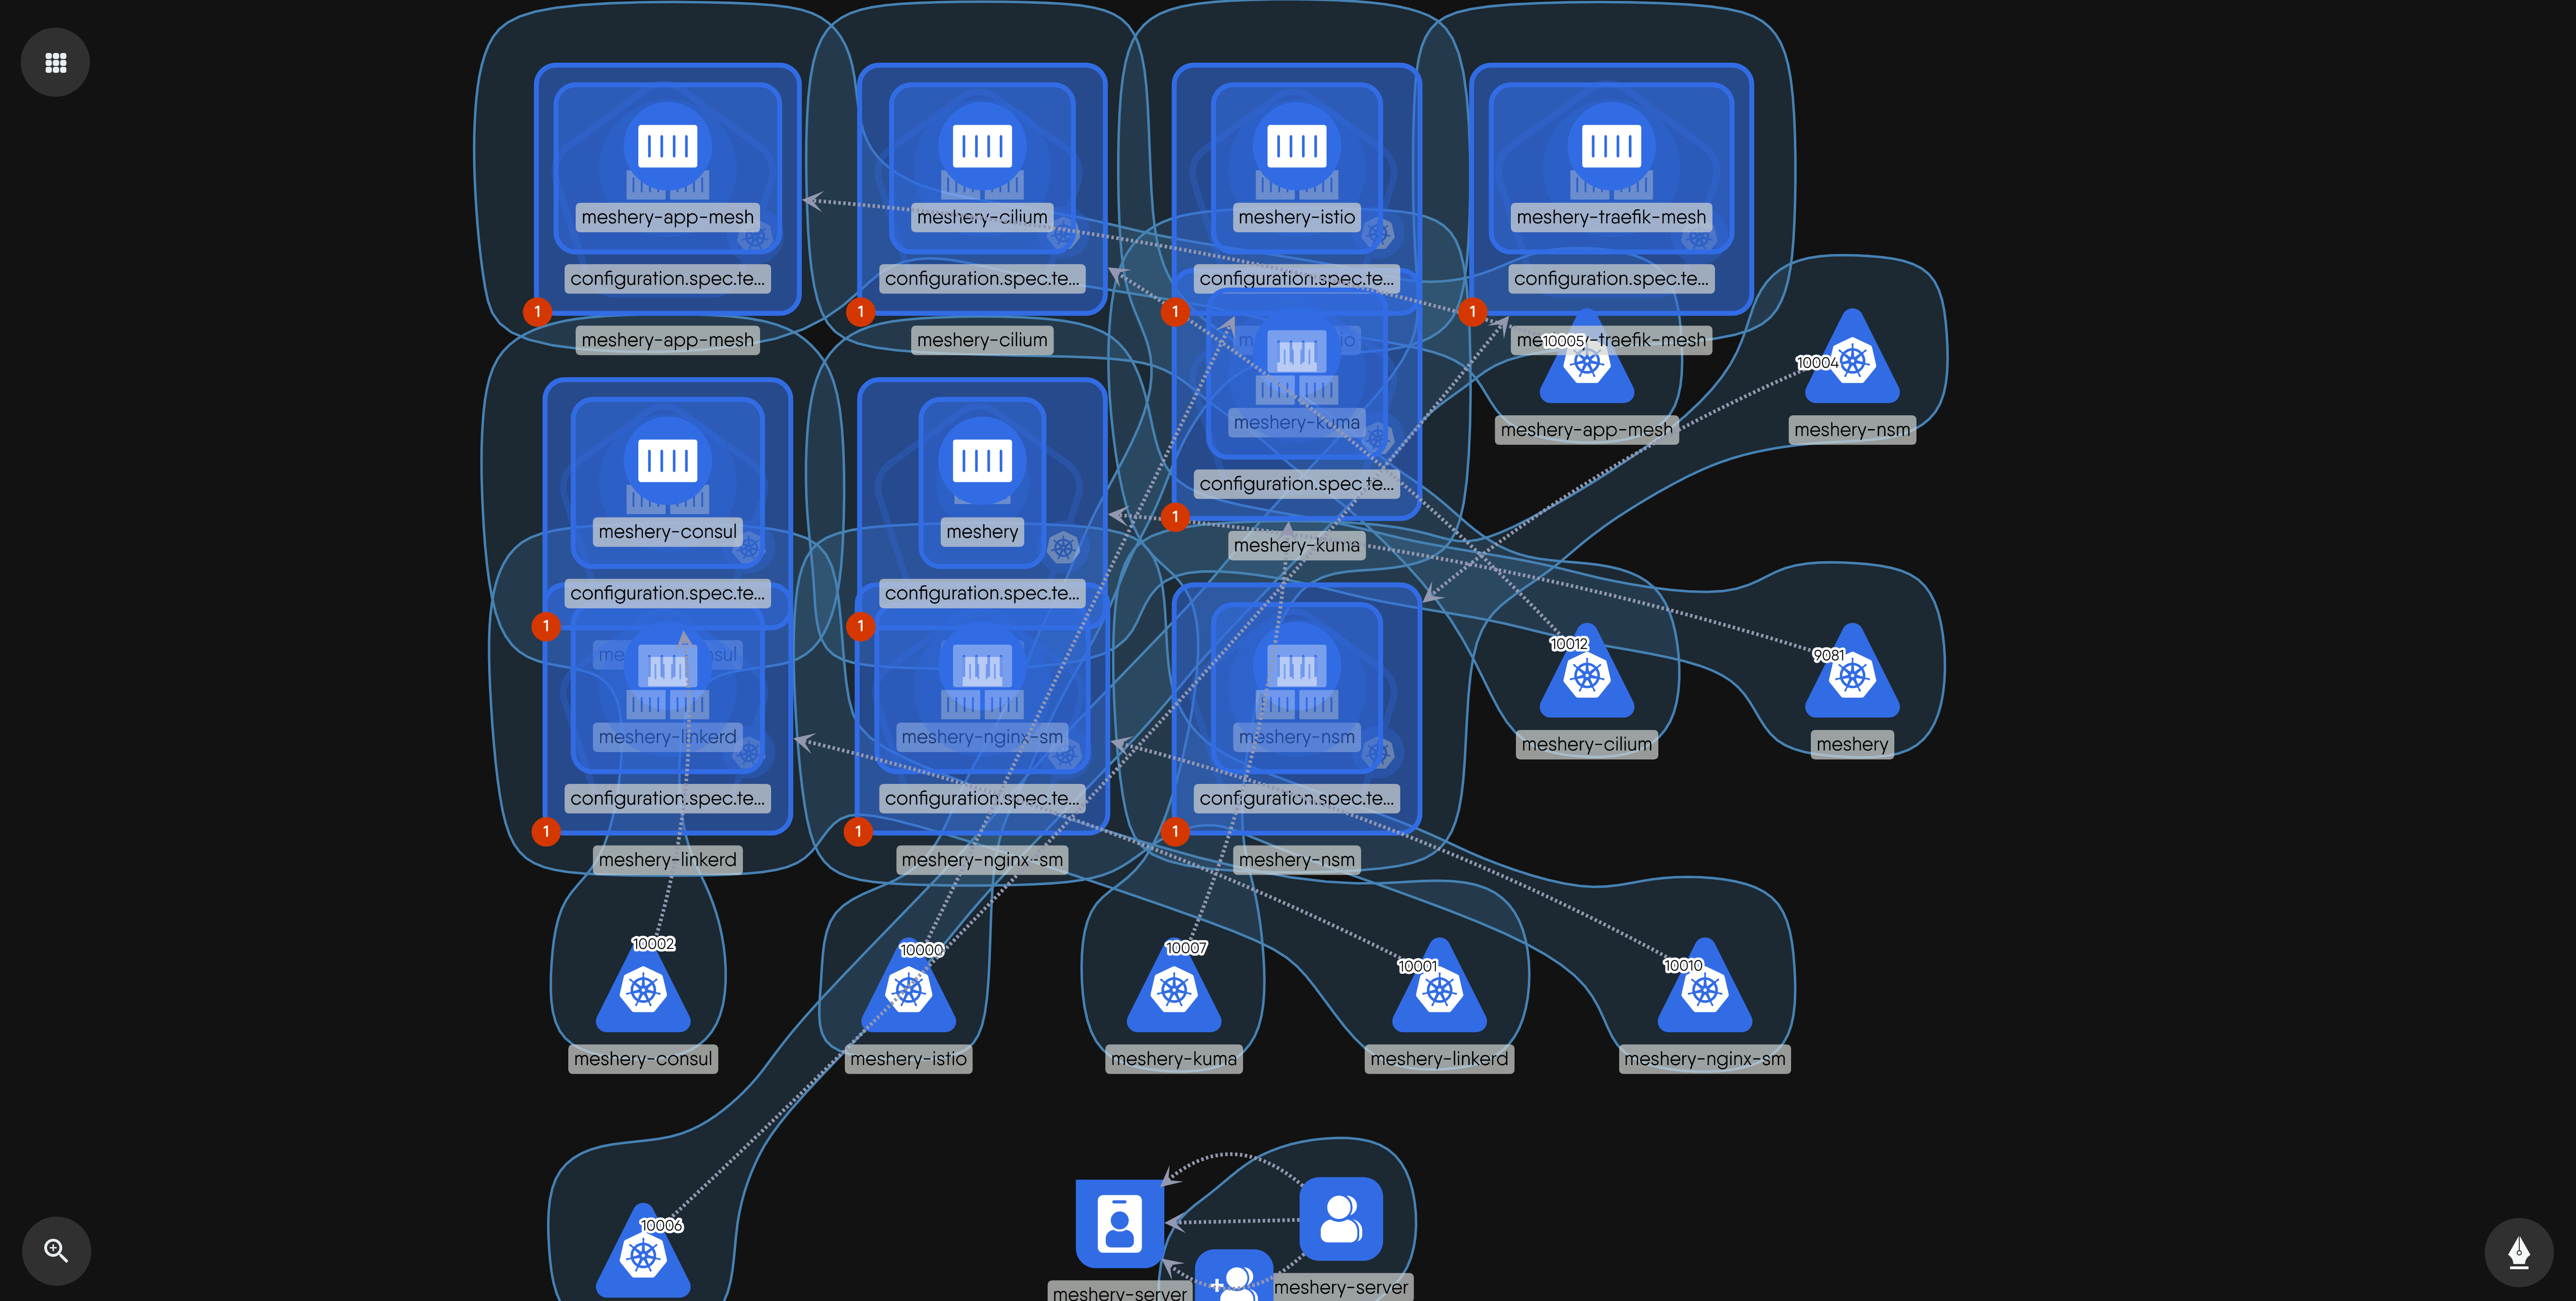 meshery-app-mesh
meshery-cilium
meshery-istio
meshery-traefik-mesh
configuration.spec.te...
configuration.spec.te...
configuration.spec.te...
configuration.spec.te...
1
1
1
1
meshery-app-mesh
meshery-cilium
10005
10004
meshery-kuma
meshery-app-mesh
meshery-nsm
configuration.spec.te...
1
meshery-consul
meshery
meshery-kuma
configuration.spec.te...
configuration.spec.te...
1
1
10012
9081
meshery-linkerd
meshery-nginx-sm
meshery-nsm
meshery-cilium
meshery
configuration.spec.te...
configuration.spec.te...
configuration.spec.te...
1
1
1
meshery-linkerd
meshery-nginx-sm
meshery-nsm
10002
10000
10007
10001
10010
meshery-consul
meshery-istio
meshery-kuma
meshery-linkerd
meshery-nginx-sm
10006
meshery-server
meshery-server